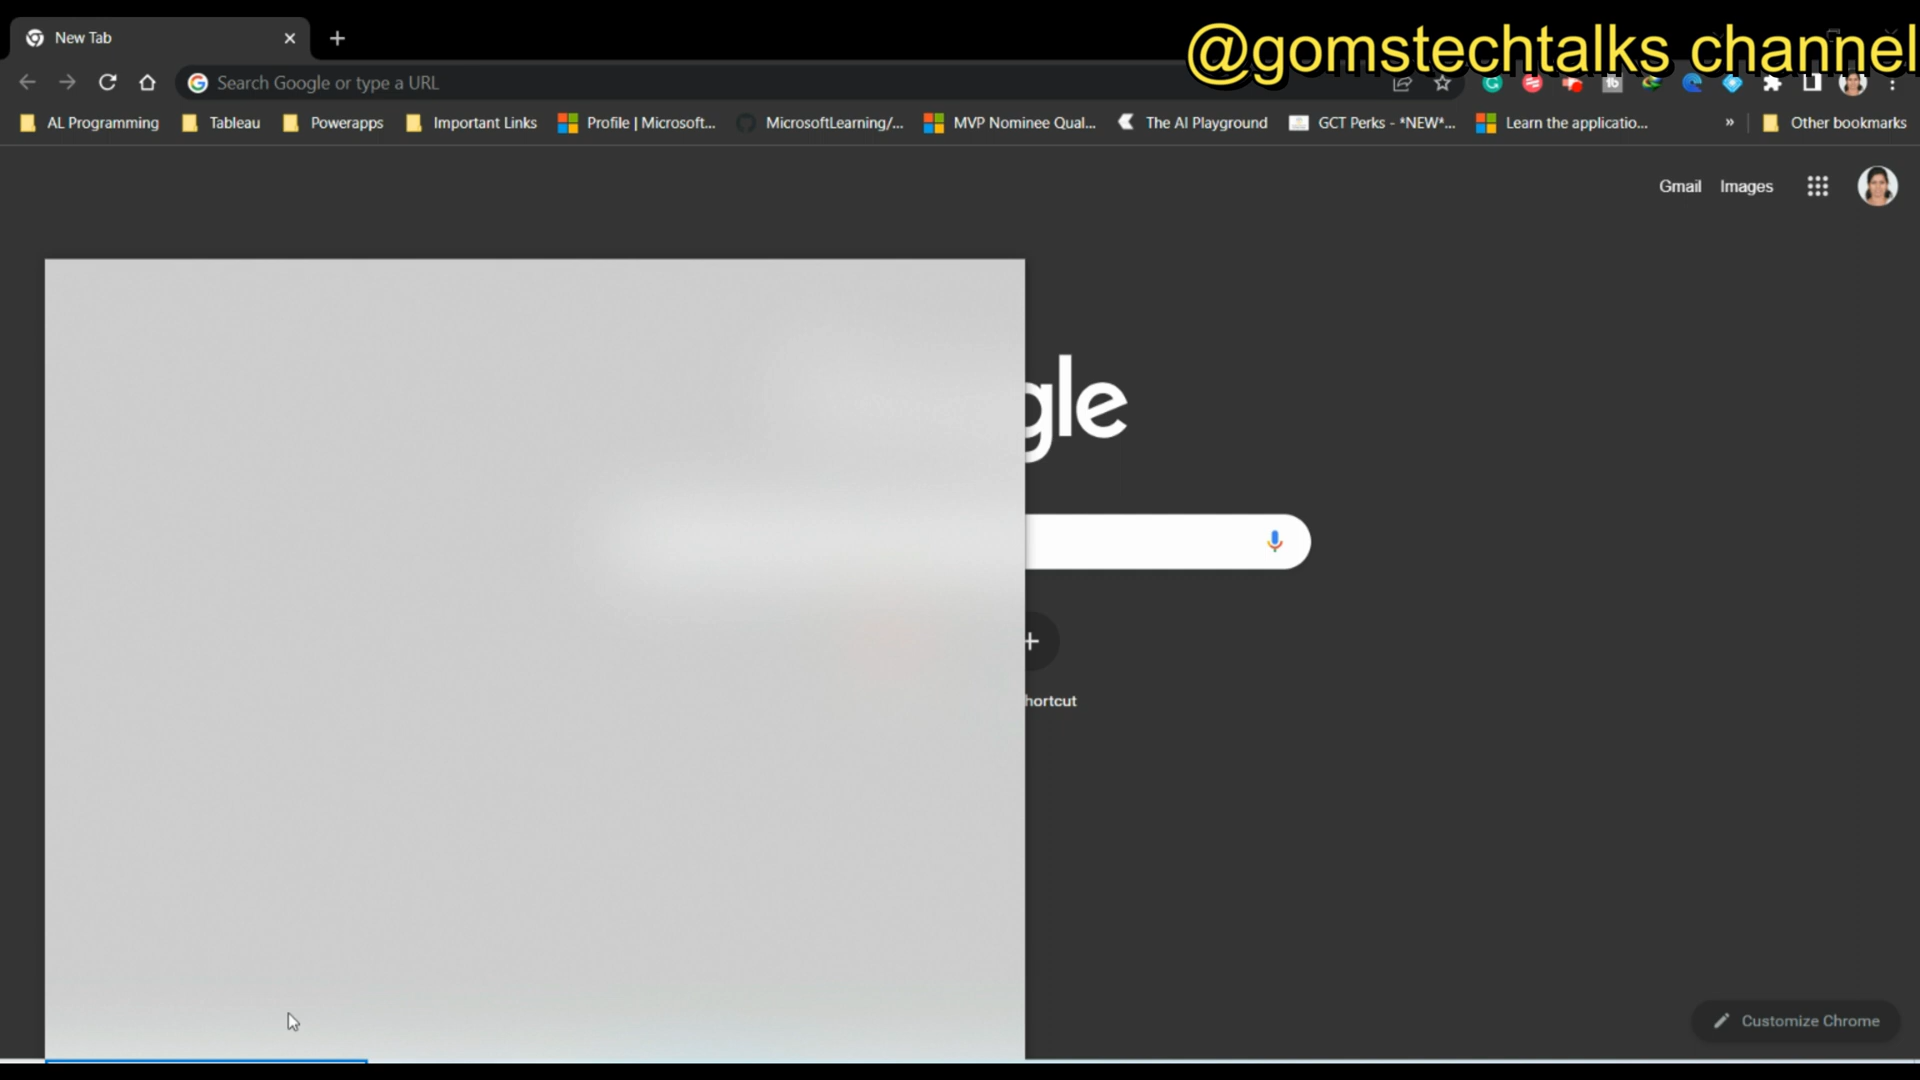 @gomstechtalks channel
New Tab
Search Google or type a URL
AL Programming Tableau Powerapps Important Links Profile | Microsoft... MicrosoftLearning/... MVP Nominee Qual... The AI Playground GCT Perks - *NEW*... Learn the applicatio... » Other bookmarks
Gmail Images
gle
hortcut
Customize Chrome